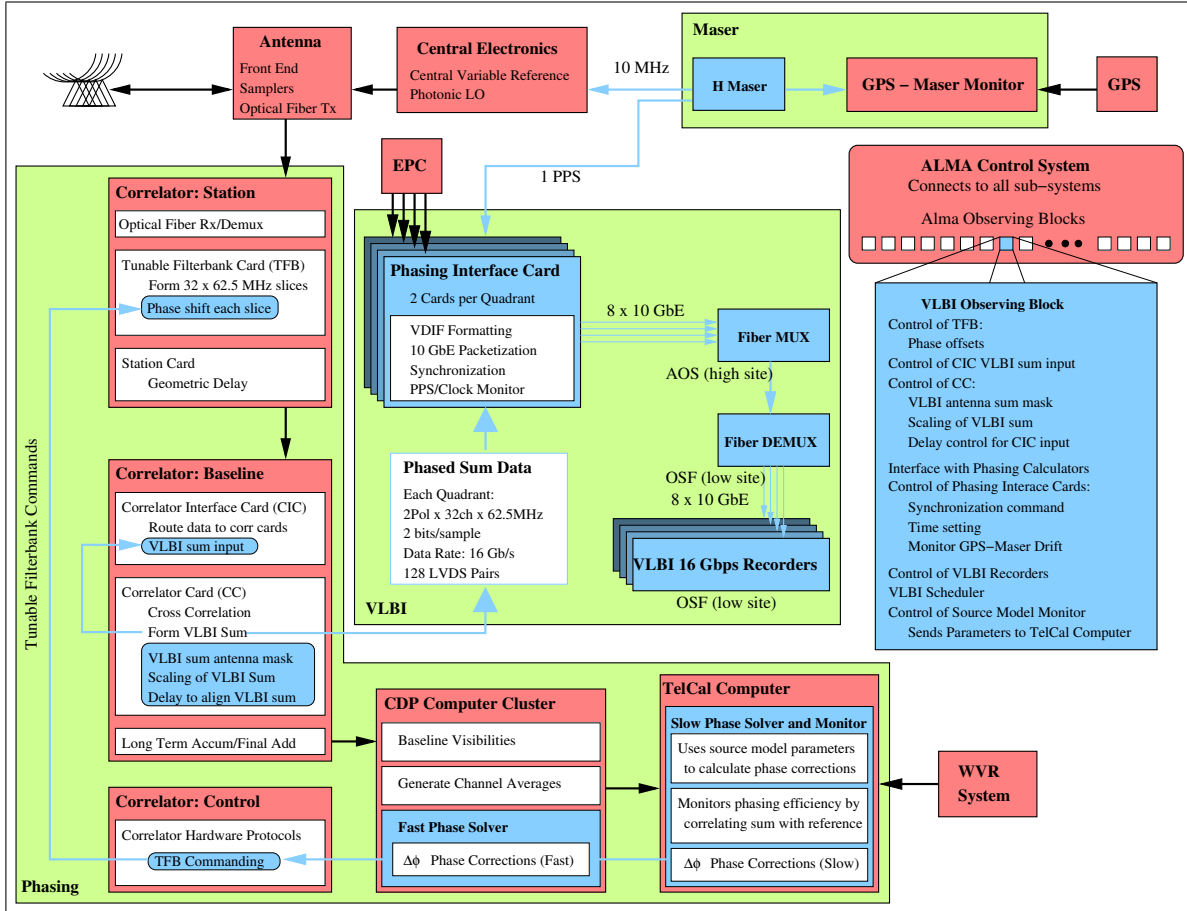 Antenna
Front End
Samplers
Optical Fiber Tx
Central Electronics
Central Variable Reference
Photonic LO
10 MHz
Maser
H Maser
GPS − Maser Monitor
GPS
EPC
1 PPS
ALMA Control System
Connects to all sub−systems
Alma Observing Blocks
Correlator: Station
Optical Fiber Rx/Demux
Tunable Filterbank Card (TFB)
Form 32 x 62.5 MHz slices
Phase shift each slice
Station Card
Geometric Delay
Phasing Interface Card
2 Cards per Quadrant
VDIF Formatting
10 GbE Packetization
Synchronization
PPS/Clock Monitor
8 x 10 GbE
Fiber MUX
AOS (high site)
Fiber DEMUX
OSF (low site)
8 x 10 GbE
VLBI 16 Gbps Recorders
OSF (low site)
Phased Sum Data
Each Quadrant:
2Pol x 32ch x 62.5MHz
2 bits/sample
Data Rate: 16 Gb/s
128 LVDS Pairs
VLBI
VLBI Observing Block
Control of TFB:
Phase offsets
Control of CIC VLBI sum input
Control of CC:
VLBI antenna sum mask
Scaling of VLBI sum
Delay control for CIC input
Interface with Phasing Calculators
Control of Phasing Interace Cards:
Synchronization command
Time setting
Monitor GPS−Maser Drift
Control of VLBI Recorders
VLBI Scheduler
Control of Source Model Monitor
Sends Parameters to TelCal Computer
Tunable Filterbank Commands
Correlator: Baseline
Correlator Interface Card (CIC)
Route data to corr cards
VLBI sum input
Correlator Card (CC)
Cross Correlation
Form VLBI Sum
VLBI sum antenna mask
Scaling of VLBI Sum
Delay to align VLBI sum
Long Term Accum/Final Add
Correlator: Control
Correlator Hardware Protocols
TFB Commanding
Phasing
CDP Computer Cluster
Baseline Visibilities
Generate Channel Averages
Fast Phase Solver
Δϕ Phase Corrections (Fast)
TelCal Computer
Slow Phase Solver and Monitor
Uses source model parameters
to calculate phase corrections
Monitors phasing efficiency by
correlating sum with reference
Δϕ Phase Corrections (Slow)
WVR
System